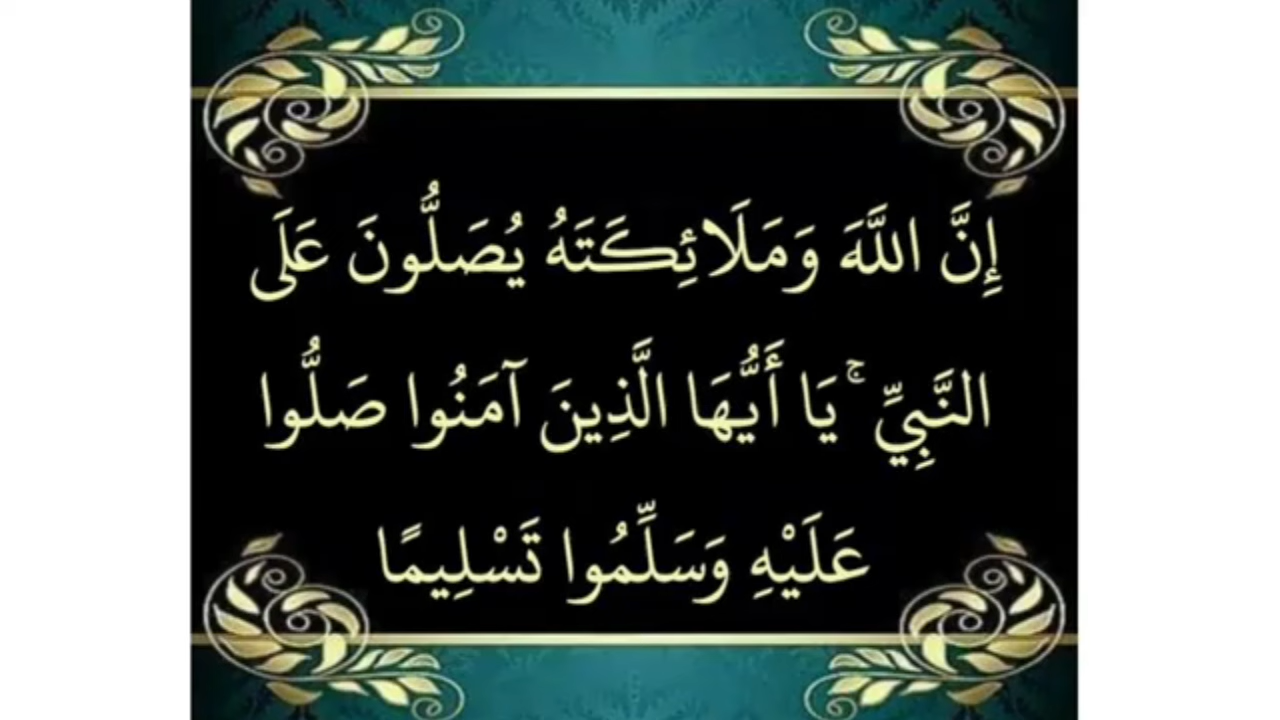 إِنَّ اللَّهَ وَمَلَائِكَتَهُ يُصَلُّونَ عَلَى
النَّبِيِّ ۚ يَا أَيُّهَا الَّذِينَ آمَنُوا صَلُّوا
عَلَيْهِ وَسَلِّمُوا تَسْلِيمًا